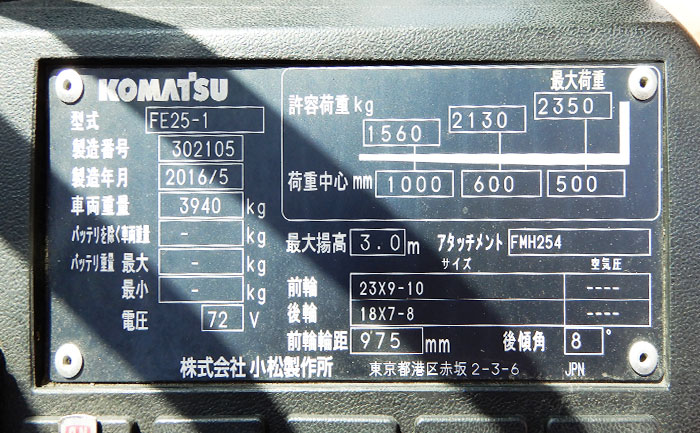 KOMATSU
型式 FE25-1
製造番号 302105
製造年月 2016/5
車両重量 3940 kg
バッテリを除く車両重量 - kg
バッテリ重量 最大 - kg
最小 - kg
電圧 72 V
最大荷重
許容荷重 kg 1560 2130 2350
荷重中心 mm 1000 600 500
最大揚高 3.0 m アタッチメント FMH254
サイズ 空気圧
前輪 23X9-10 ----
後輪 18X7-8 ----
前輪輪距 975 mm 後傾角 8 °
株式会社 小松製作所 東京都港区赤坂 2-3-6 JPN